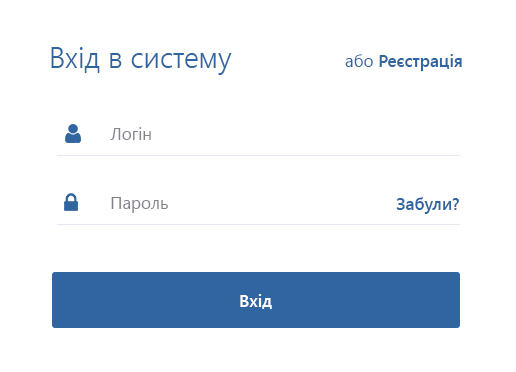 Вхід в систему або Реєстрація
Логін
Пароль Забули?
Вхід